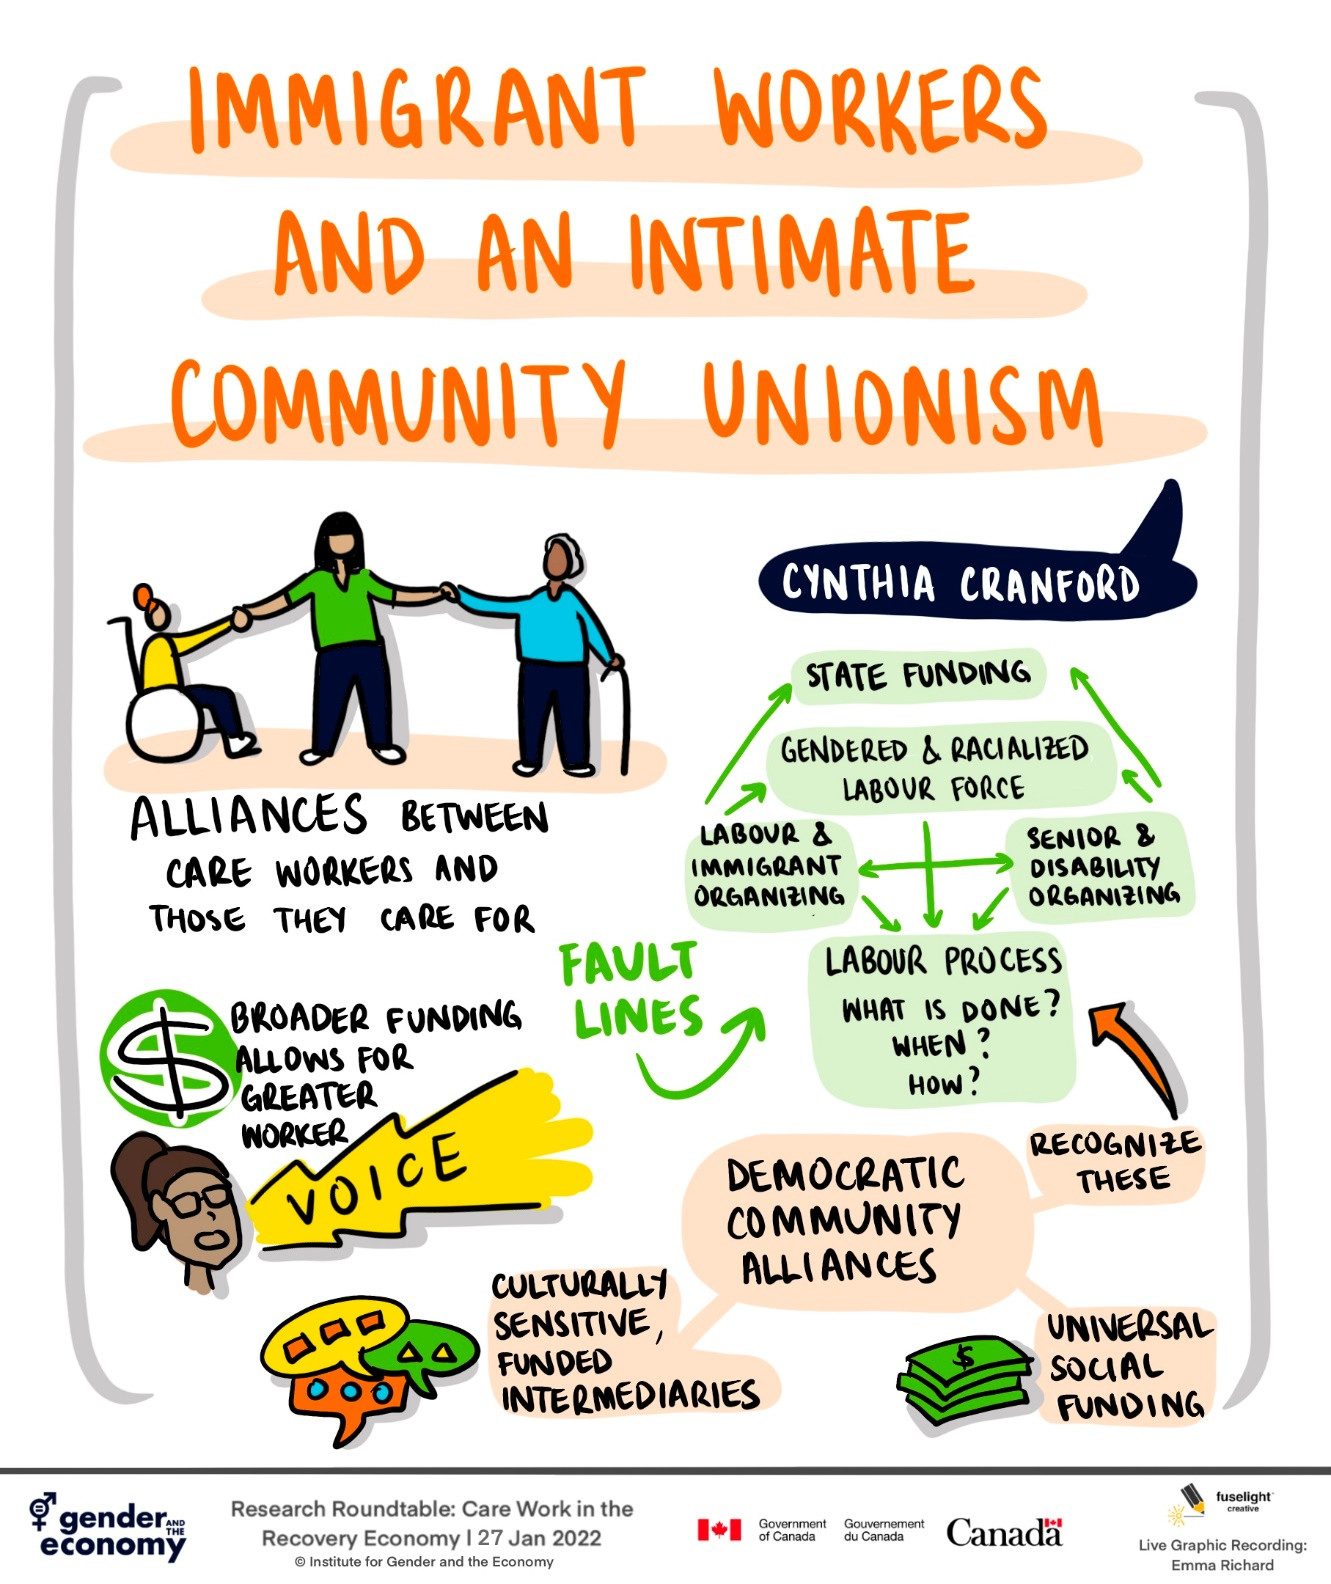 IMMIGRANT WORKERS
AND AN INTIMATE
COMMUNITY UNIONISM
CYNTHIA CRANFORD
ALLIANCES BETWEEN
CARE WORKERS AND
THOSE THEY CARE FOR
STATE FUNDING
GENDERED & RACIALIZED
LABOUR FORCE
LABOUR &
IMMIGRANT
ORGANIZING
SENIOR &
DISABILITY
ORGANIZING
LABOUR PROCESS
WHAT IS DONE?
WHEN?
HOW?
FAULT
LINES
$
BROADER FUNDING
ALLOWS FOR
GREATER
WORKER
VOICE
RECOGNIZE
THESE
DEMOCRATIC
COMMUNITY
ALLIANCES
CULTURALLY
SENSITIVE,
FUNDED
INTERMEDIARIES
$
UNIVERSAL
SOCIAL
FUNDING
gender AND THE
economy
Research Roundtable: Care Work in the
Recovery Economy | 27 Jan 2022
© Institute for Gender and the Economy
Government
of Canada
Gouvernement
du Canada
Canada
fuselight
creative
Live Graphic Recording:
Emma Richard